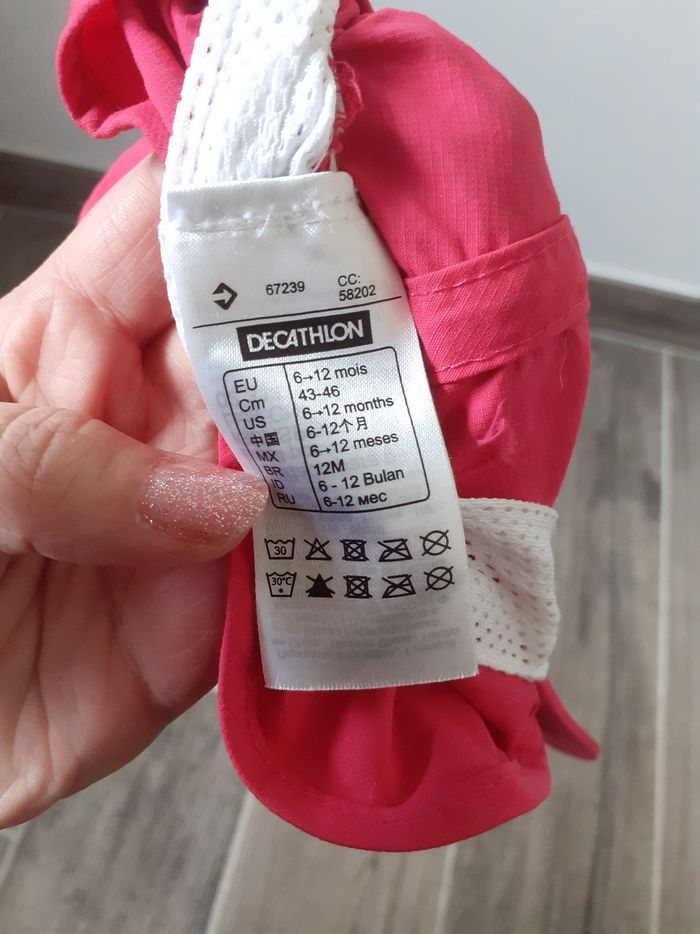 67239 CC:
58202
DECATHLON
EU 6→12 mois
Cm 43-46
US 6→12 months
中国 6-12个月
MX 6→12 meses
BR 12M
ID 6 - 12 Bulan
RU 6-12 мес
30
30°C